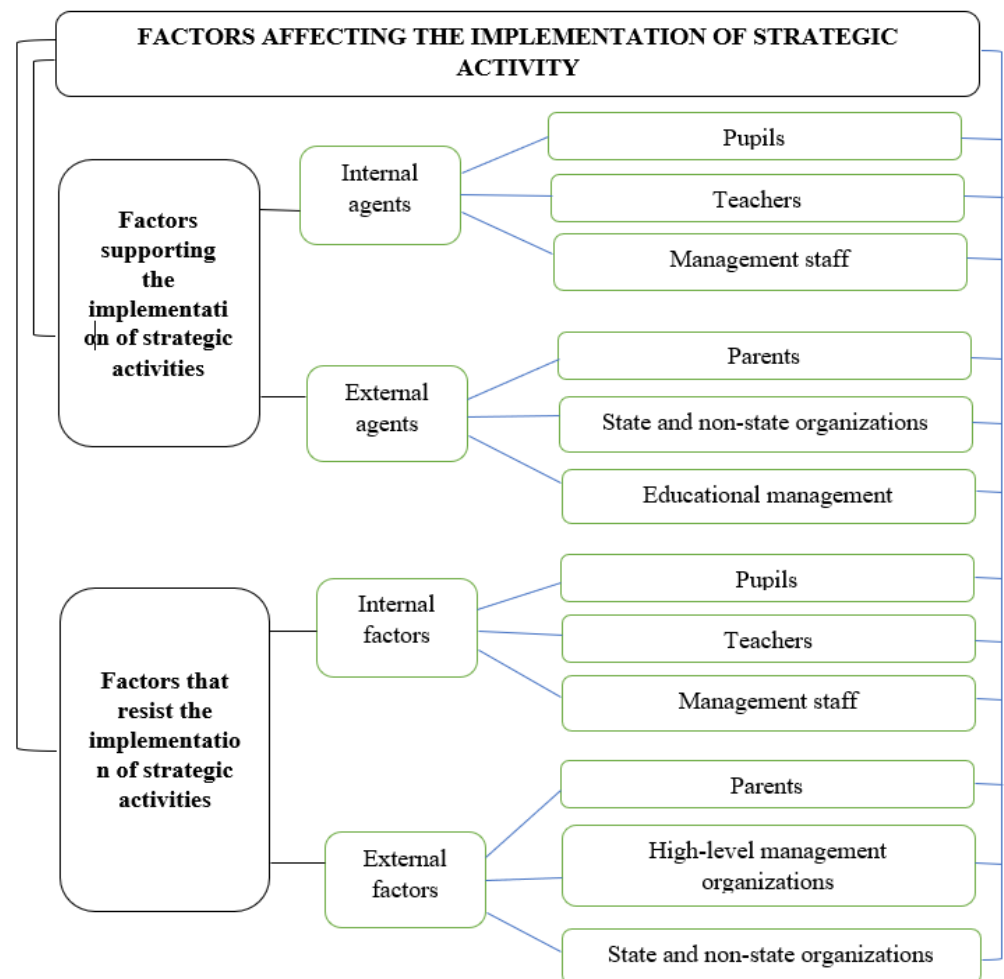 FACTORS AFFECTING THE IMPLEMENTATION OF STRATEGIC
ACTIVITY
Factors
supporting
the
implementati
on of strategic
activities
Internal
agents
Pupils
Teachers
Management staff
External
agents
Parents
State and non-state organizations
Educational management
Factors that
resist the
implementatio
n of strategic
activities
Internal
factors
Pupils
Teachers
Management staff
External
factors
Parents
High-level management
organizations
State and non-state organizations